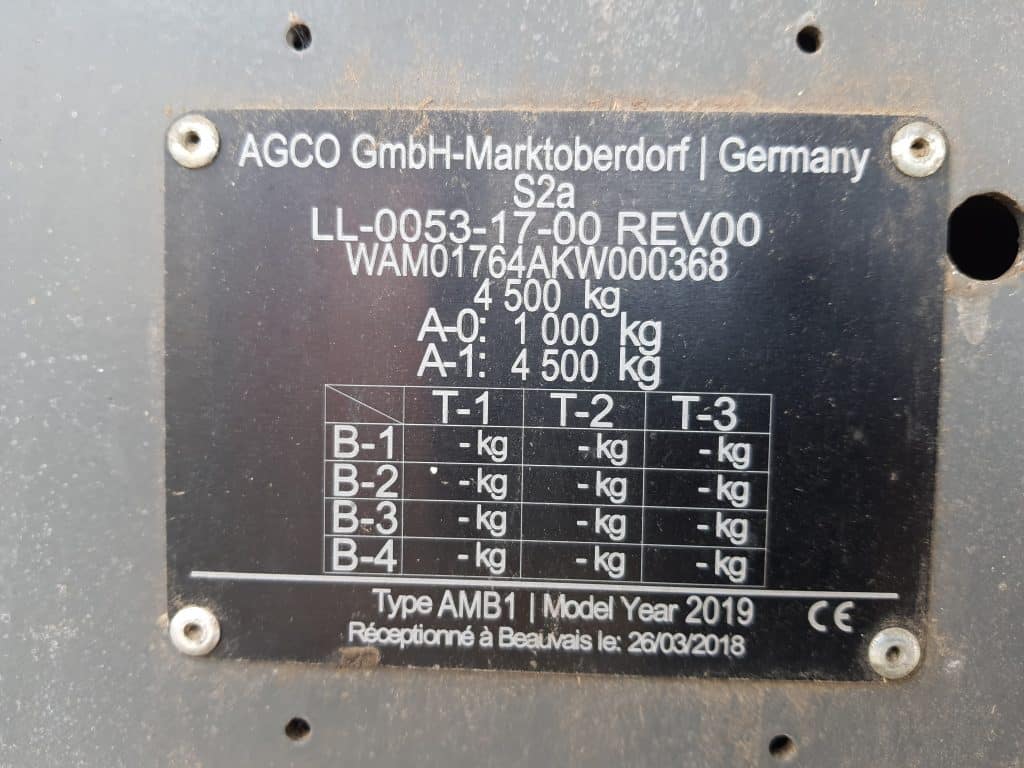 AGCO GmbH-Marktoberdorf | Germany
S2a
LL-0053-17-00 REV00
WAM01764AKW000368
4 500 kg
A-0: 1 000 kg
A-1: 4 500 kg
T-1 T-2 T-3
B-1 - kg - kg - kg
B-2 - kg - kg - kg
B-3 - kg - kg - kg
B-4 - kg - kg - kg
Type AMB1 | Model Year 2019 CE
Réceptionné à Beauvais le: 26/03/2018